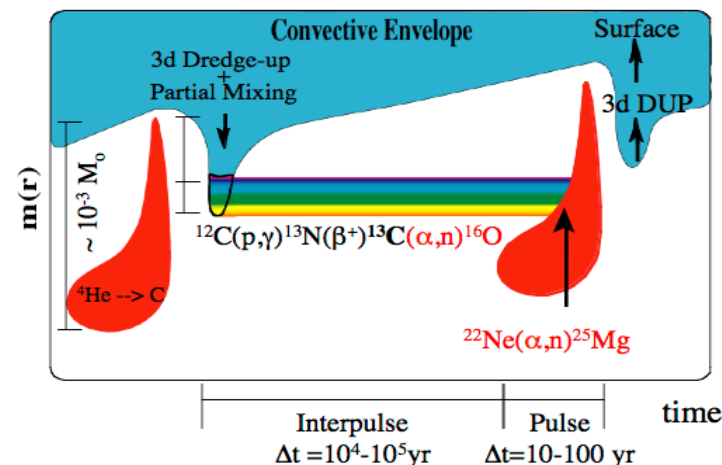 Convective Envelope
Surface
3d Dredge-up
+
Partial Mixing
3d DUP
m(r)
~ 10⁻³ Mₒ
¹²C(p,γ)¹³N(β⁺)¹³C(α,n)¹⁶O
⁴He --> C
²²Ne(α,n)²⁵Mg
time
Interpulse
Δt =10⁴-10⁵yr
Pulse
Δt=10-100 yr